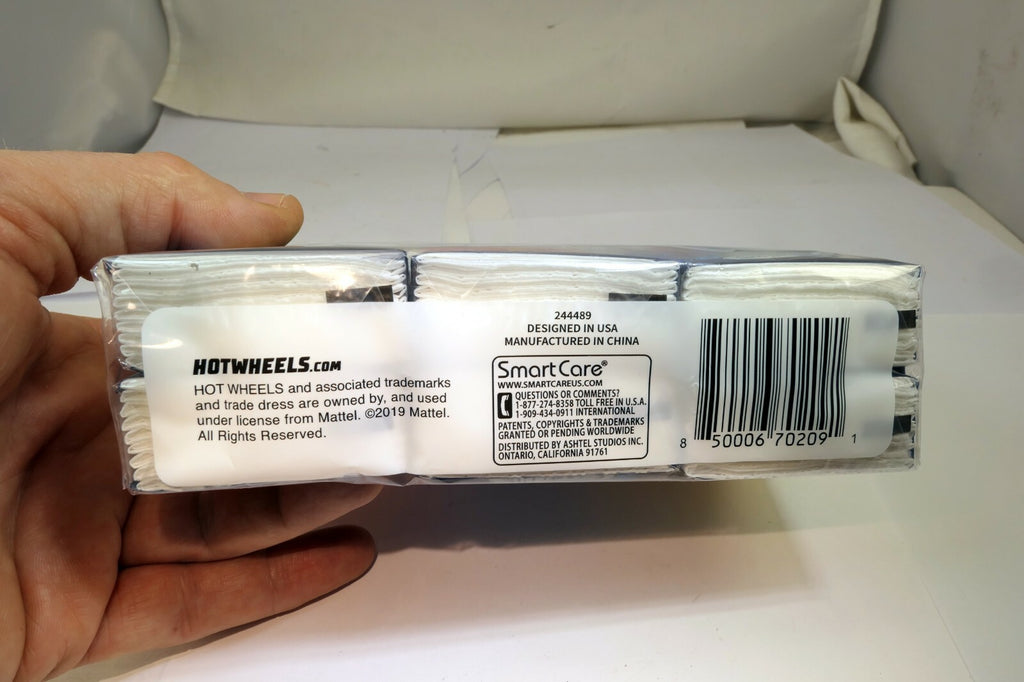 HOTWHEELS.COM
HOT WHEELS and associated trademarks
and trade dress are owned by, and used
under license from Mattel. ©2019 Mattel.
All Rights Reserved.
244489
DESIGNED IN USA
MANUFACTURED IN CHINA
SmartCare®
WWW.SMARTCAREUS.COM
QUESTIONS OR COMMENTS?
1-877-274-8358 TOLL FREE IN U.S.A.
1-909-434-0911 INTERNATIONAL
PATENTS, COPYRIGHTS & TRADEMARKS
GRANTED OR PENDING WORLDWIDE
DISTRIBUTED BY ASHTEL STUDIOS INC.
ONTARIO, CALIFORNIA 91761
8 50006 70209 1